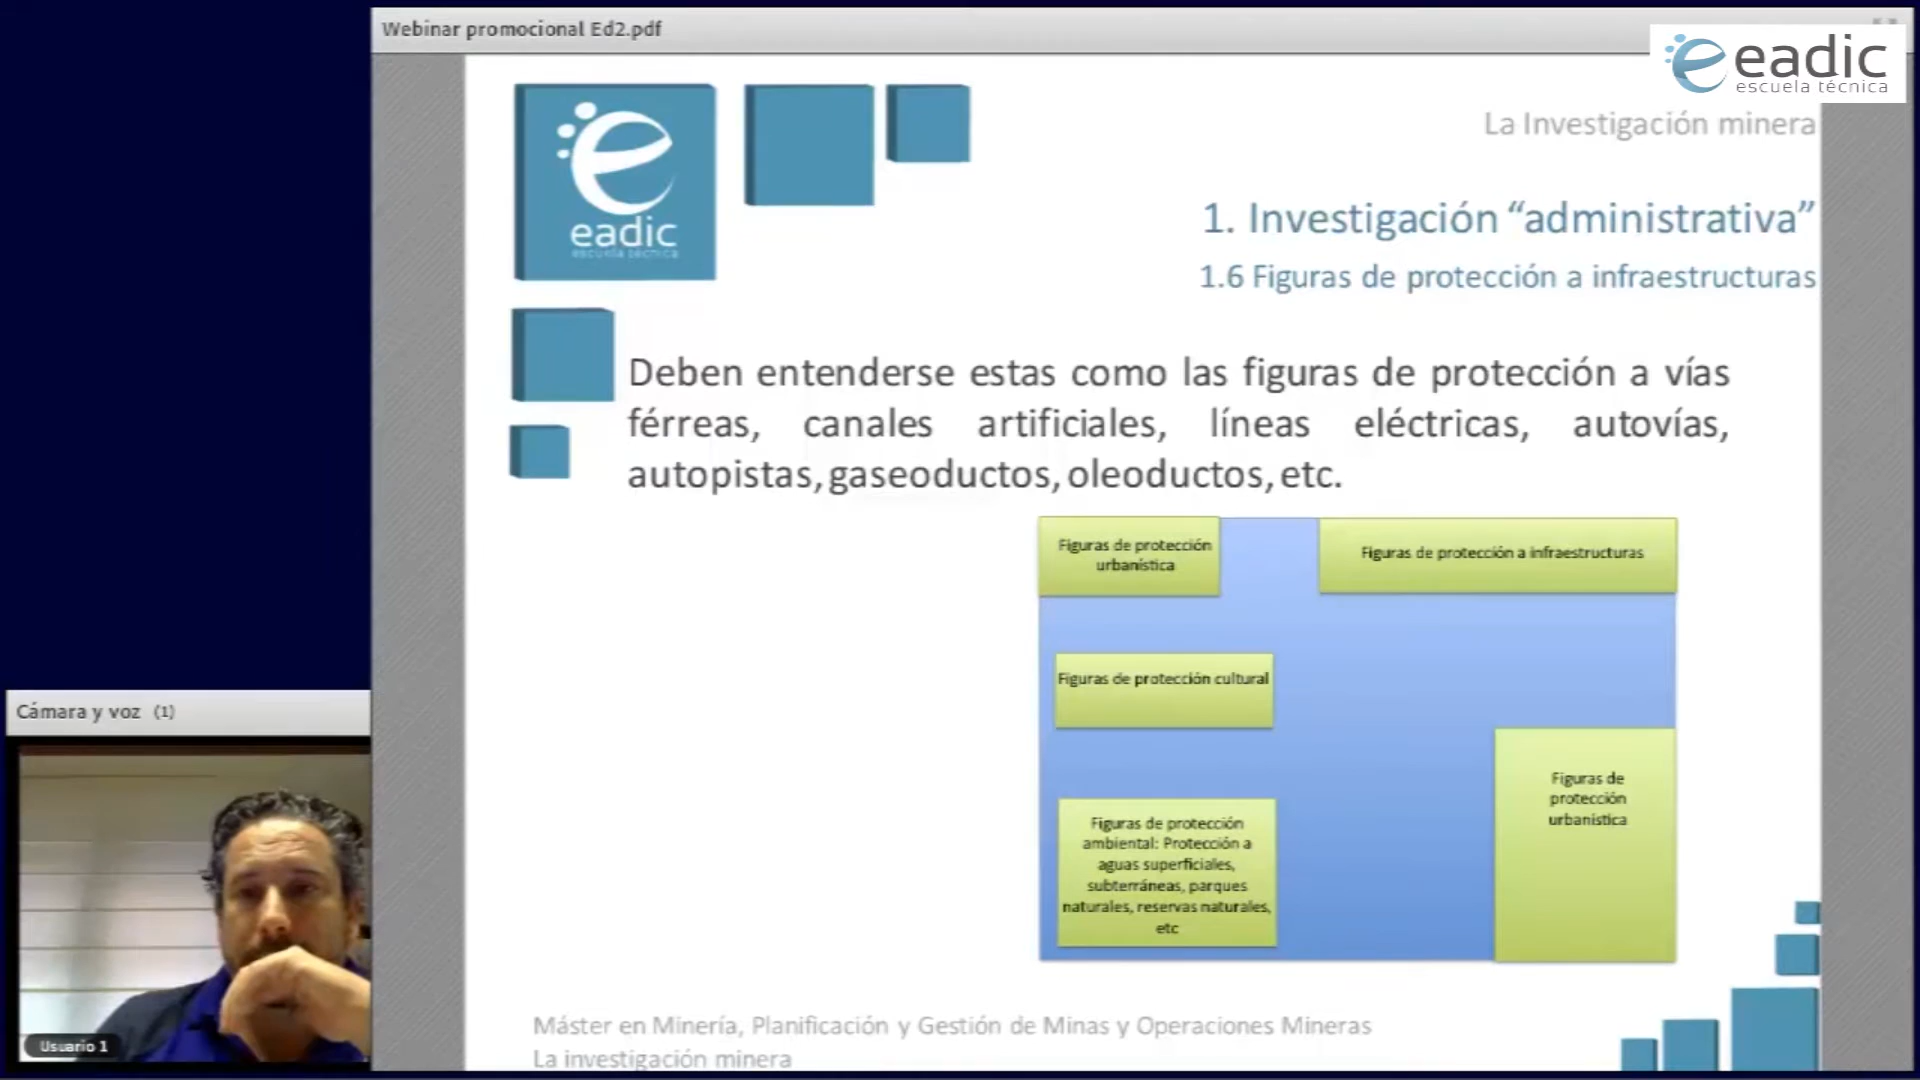 Webinar promocional Ed2.pdf
eadic
escuela técnica
La Investigación minera
eadic
escuela técnica
1. Investigación “administrativa”
1.6 Figuras de protección a infraestructuras
Deben entenderse estas como las figuras de protección a vías
férreas, canales artificiales, líneas eléctricas, autovías,
autopistas, gaseoductos, oleoductos, etc.
Figuras de protección
urbanística
Figuras de protección a infraestructuras
Figuras de protección cultural
Figuras de
protección
urbanística
Figuras de protección
ambiental: Protección a
aguas superficiales,
subterráneas, parques
naturales, reservas naturales,
etc
Cámara y voz (1)
Usuario 1
Máster en Minería, Planificación y Gestión de Minas y Operaciones Mineras
La investigación minera